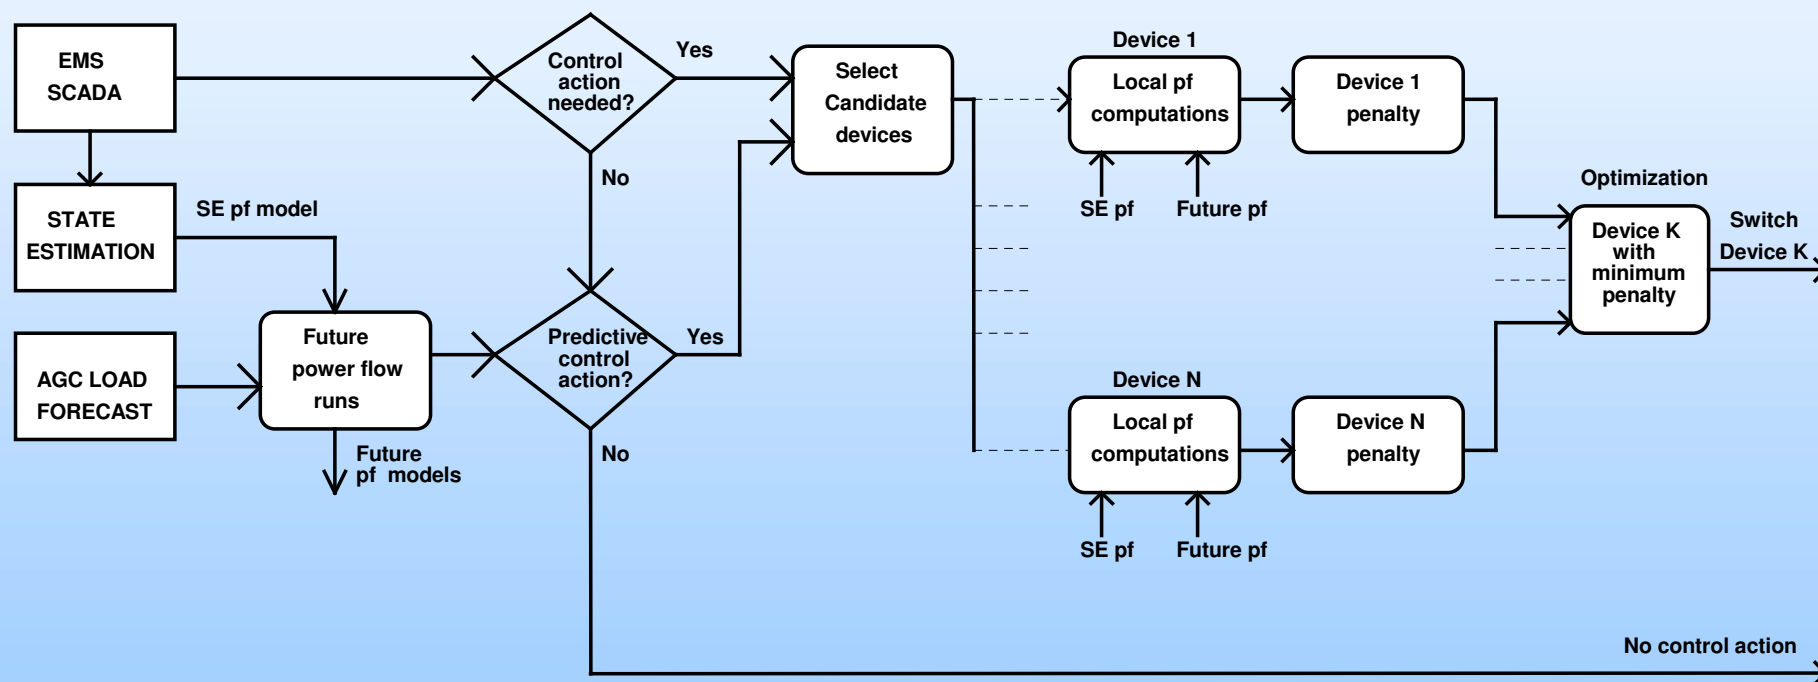 EMS
SCADA
Control
action
needed?
Yes
No
Select
Candidate
devices
Device 1
Local pf
computations
SE pf
Future pf
Device 1
penalty
STATE
ESTIMATION
SE pf model
AGC LOAD
FORECAST
Future
power flow
runs
Future
pf models
Predictive
control
action?
Yes
No
Device N
Local pf
computations
SE pf
Future pf
Device N
penalty
Optimization
Device K
with
minimum
penalty
Switch
Device K
No control action